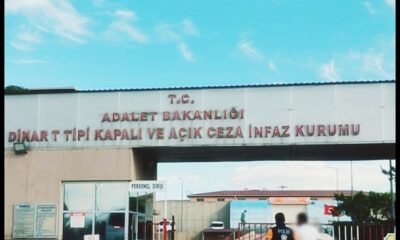 T.C.
ADALET BAKANLIĞI
DİNAR T TİPİ KAPALI VE AÇIK CEZA İNFAZ KURUMU
PERSONEL GİRİŞİ
POLİS